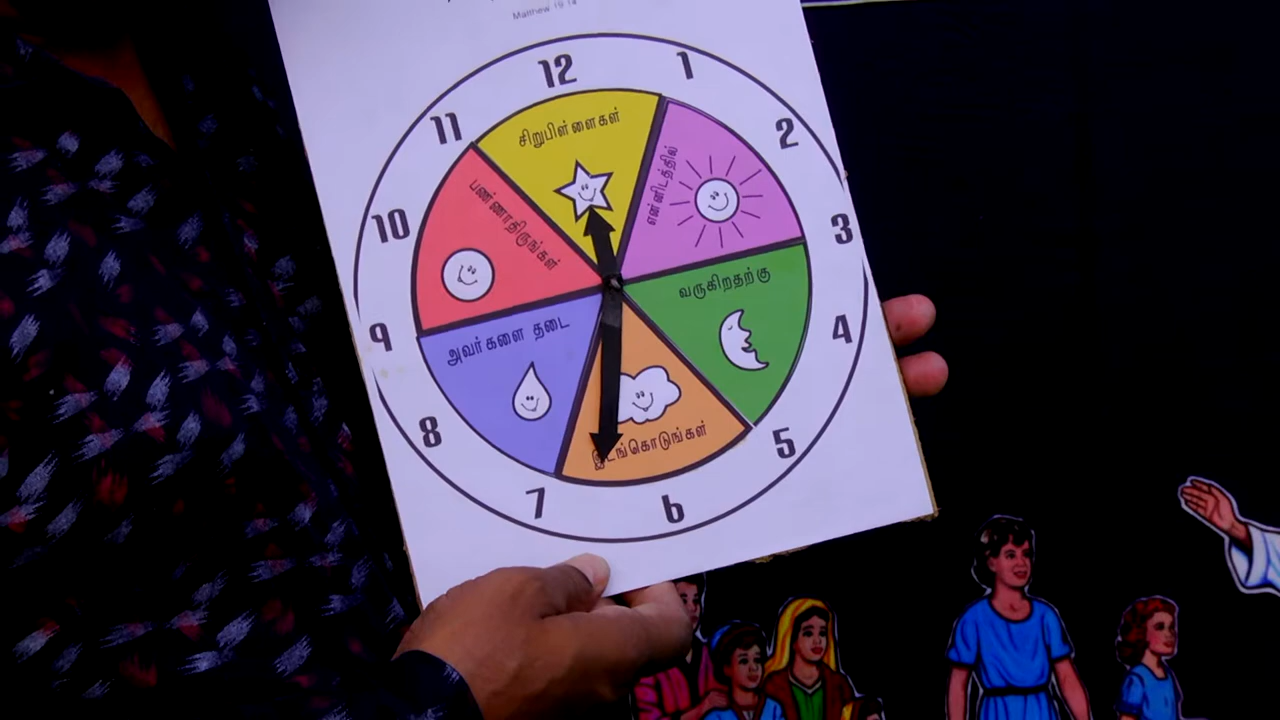 Matthew 19:14
12
1
2
3
4
5
6
7
8
9
10
11
சிறுபிள்ளைகள்
என்னிடத்தில்
வருகிறதற்கு
இடங்கொடுங்கள்
அவர்களை தடை
பண்ணாதிருங்கள்